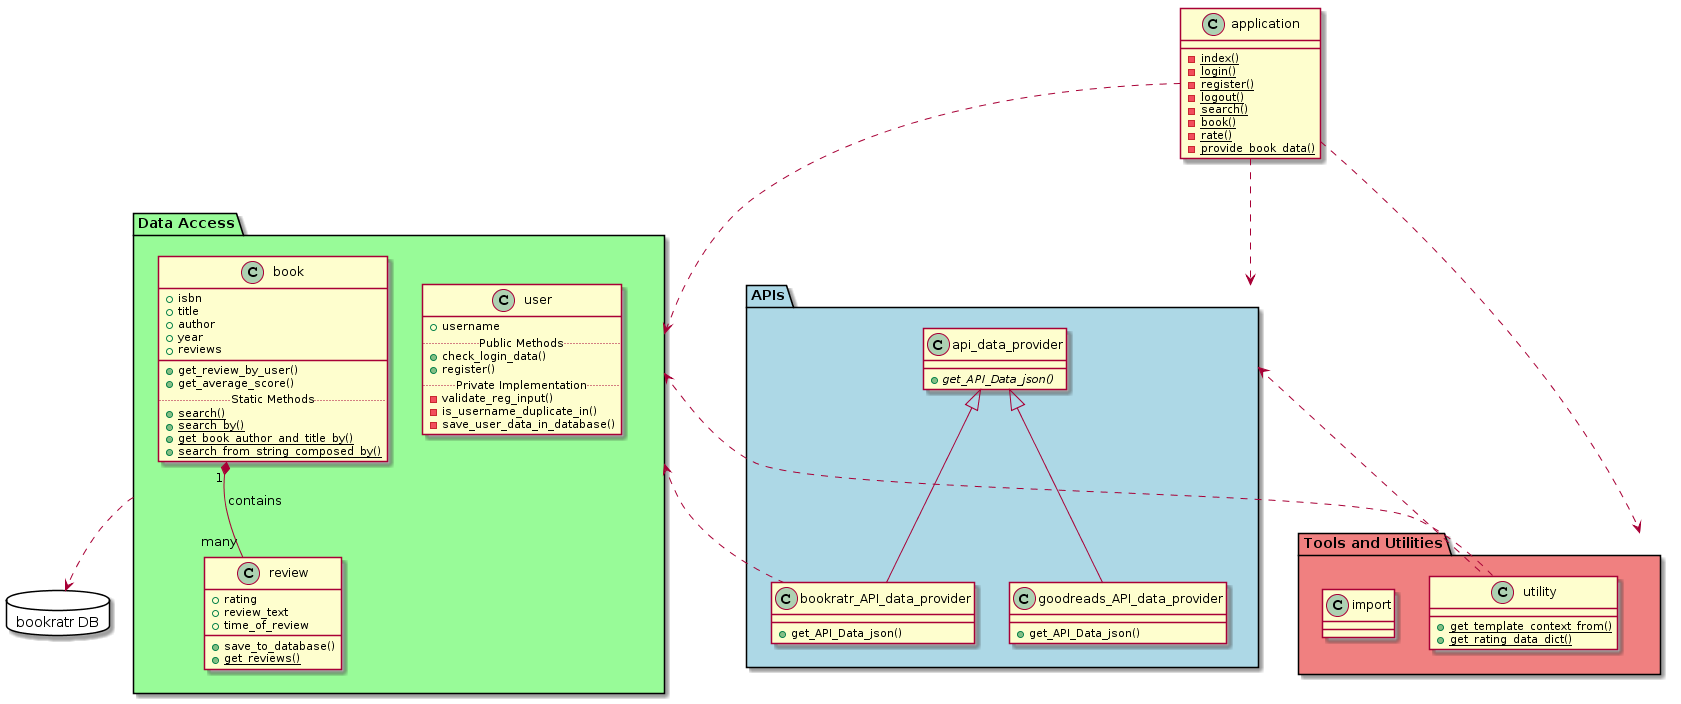 C application
index()
login()
register()
logout()
search()
book()
rate()
provide_book_data()
Data Access
C book
isbn
title
author
year
reviews
get_review_by_user()
get_average_score()
Static Methods
search()
search_by()
get_book_author_and_title_by()
search_from_string_composed_by()
C user
username
Public Methods
check_login_data()
register()
Private Implementation
validate_reg_input()
is_username_duplicate_in()
save_user_data_in_database()
1
contains
many
C review
rating
review_text
time_of_review
save_to_database()
get_reviews()
bookratr DB
APIs
C api_data_provider
get_API_Data_json()
C bookratr_API_data_provider
get_API_Data_json()
C goodreads_API_data_provider
get_API_Data_json()
Tools and Utilities
C import
C utility
get_template_context_from()
get_rating_data_dict()